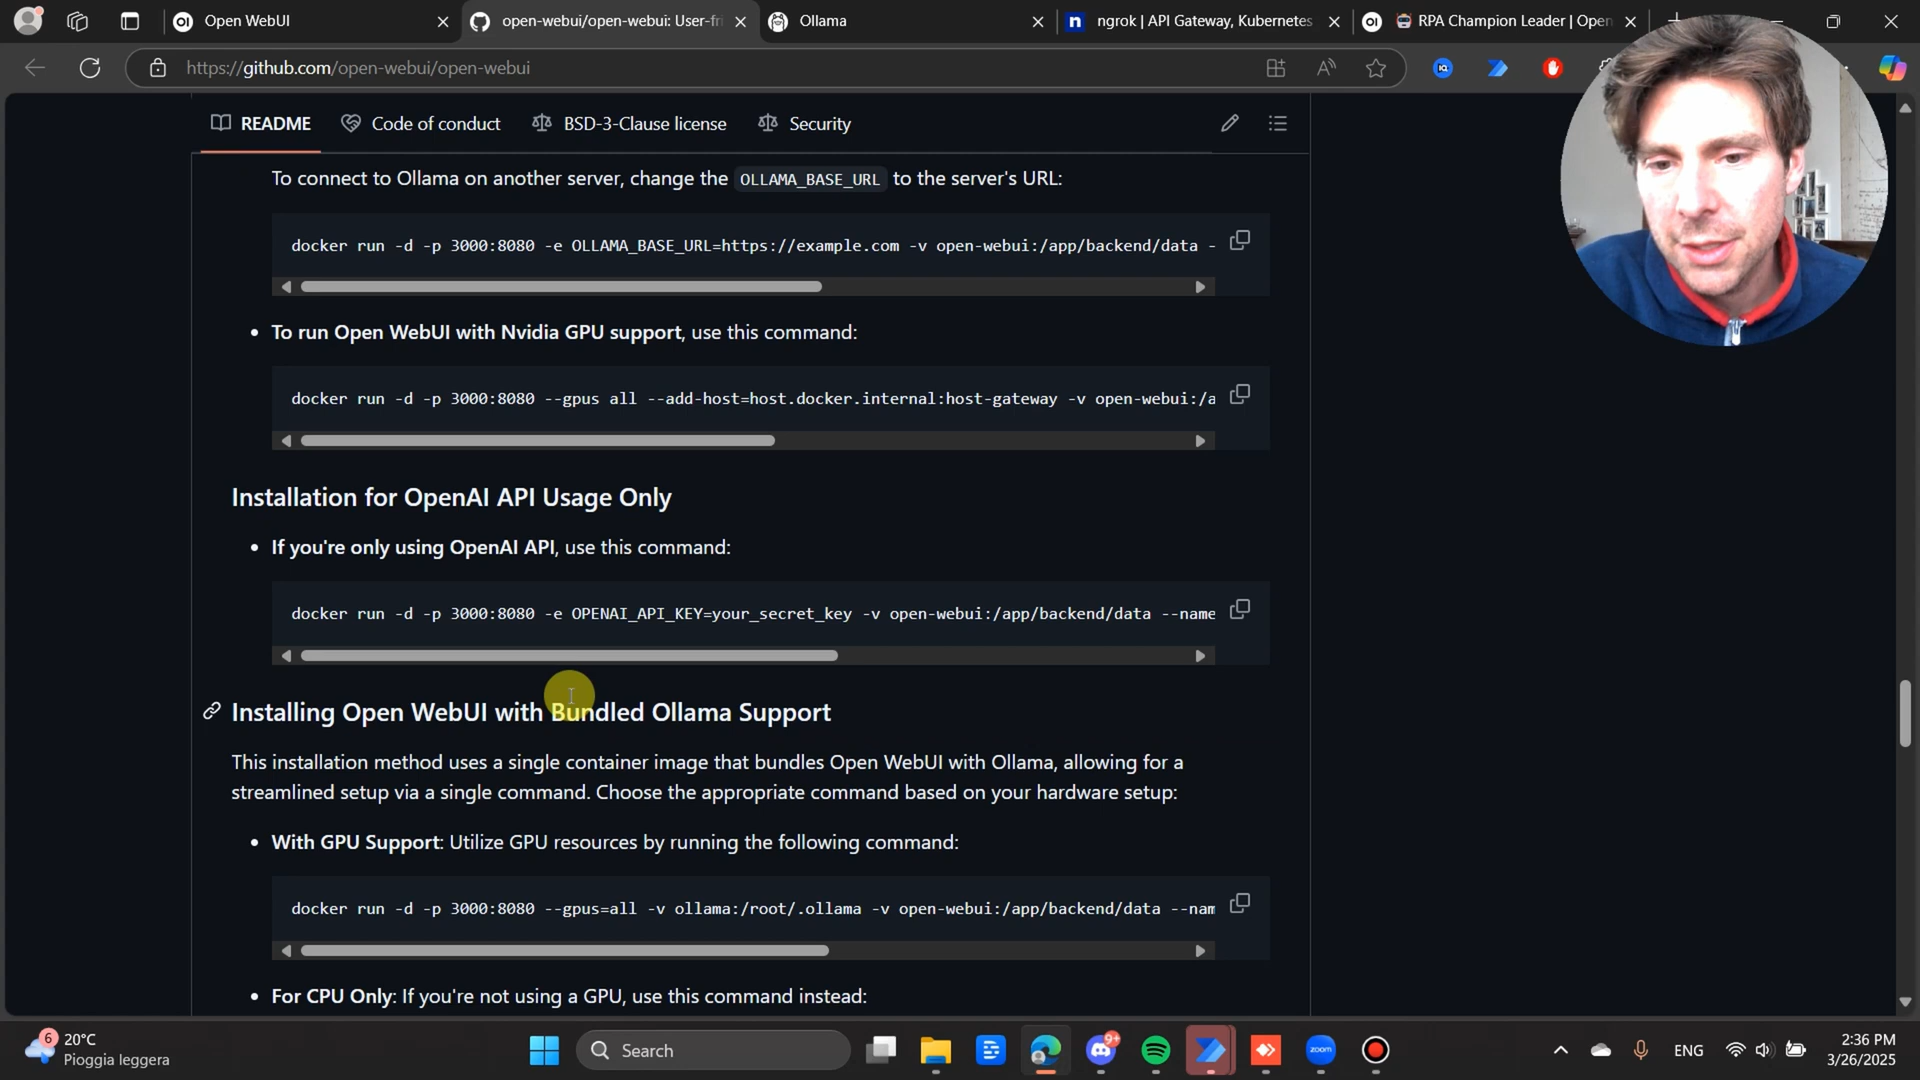 Open WebUI
open-webui/open-webui: User-fri
Ollama
ngrok | API Gateway, Kubernetes
RPA Champion Leader | Open
https://github.com/open-webui/open-webui
README
Code of conduct
BSD-3-Clause license
Security
To connect to Ollama on another server, change the OLLAMA_BASE_URL to the server's URL:
docker run -d -p 3000:8080 -e OLLAMA_BASE_URL=https://example.com -v open-webui:/app/backend/data -
• To run Open WebUI with Nvidia GPU support, use this command:
docker run -d -p 3000:8080 --gpus all --add-host=host.docker.internal:host-gateway -v open-webui:/a
Installation for OpenAI API Usage Only
• If you're only using OpenAI API, use this command:
docker run -d -p 3000:8080 -e OPENAI_API_KEY=your_secret_key -v open-webui:/app/backend/data --name
Installing Open WebUI with Bundled Ollama Support
This installation method uses a single container image that bundles Open WebUI with Ollama, allowing for a
streamlined setup via a single command. Choose the appropriate command based on your hardware setup:
• With GPU Support: Utilize GPU resources by running the following command:
docker run -d -p 3000:8080 --gpus=all -v ollama:/root/.ollama -v open-webui:/app/backend/data --nam
• For CPU Only: If you're not using a GPU, use this command instead:
6
20°C
Pioggia leggera
Search
9+
zoom
ENG
2:36 PM
3/26/2025